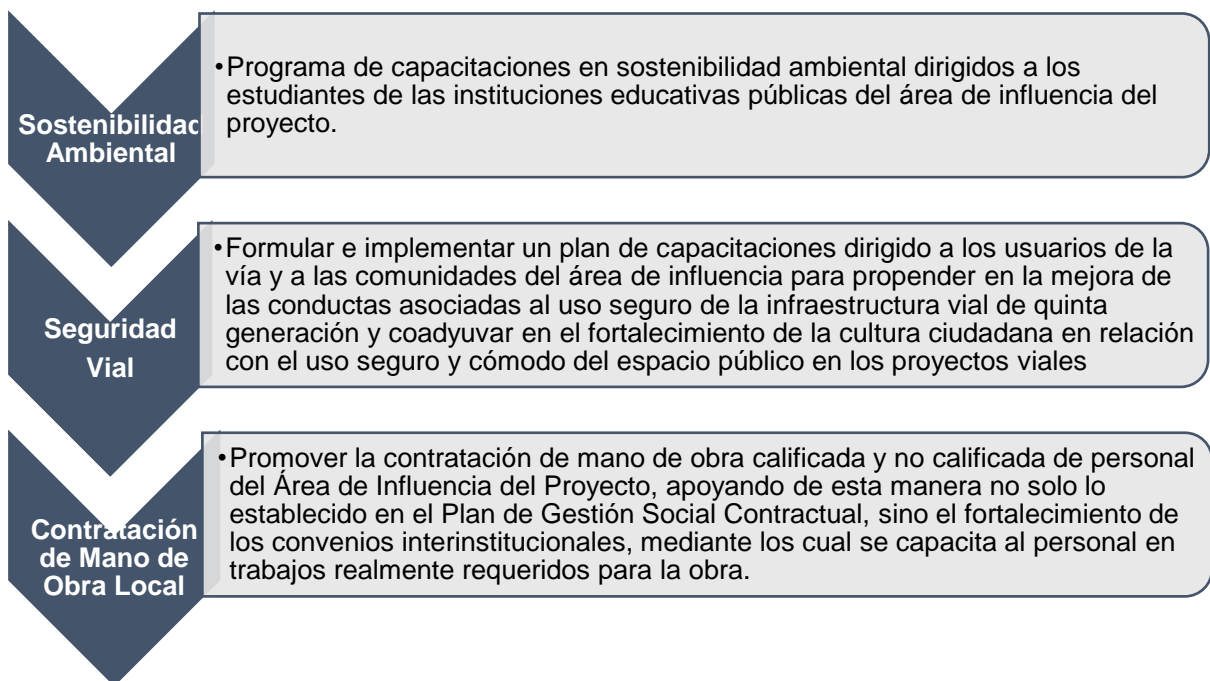 Sostenibilidad
Ambiental
•Programa de capacitaciones en sostenibilidad ambiental dirigidos a los
estudiantes de las instituciones educativas públicas del área de influencia del
proyecto.
Seguridad
Vial
•Formular e implementar un plan de capacitaciones dirigido a los usuarios de la
vía y a las comunidades del área de influencia para propender en la mejora de
las conductas asociadas al uso seguro de la infraestructura vial de quinta
generación y coadyuvar en el fortalecimiento de la cultura ciudadana en relación
con el uso seguro y cómodo del espacio público en los proyectos viales
Contratación
de Mano de
Obra Local
•Promover la contratación de mano de obra calificada y no calificada de personal
del Área de Influencia del Proyecto, apoyando de esta manera no solo lo
establecido en el Plan de Gestión Social Contractual, sino el fortalecimiento de
los convenios interinstitucionales, mediante los cual se capacita al personal en
trabajos realmente requeridos para la obra.